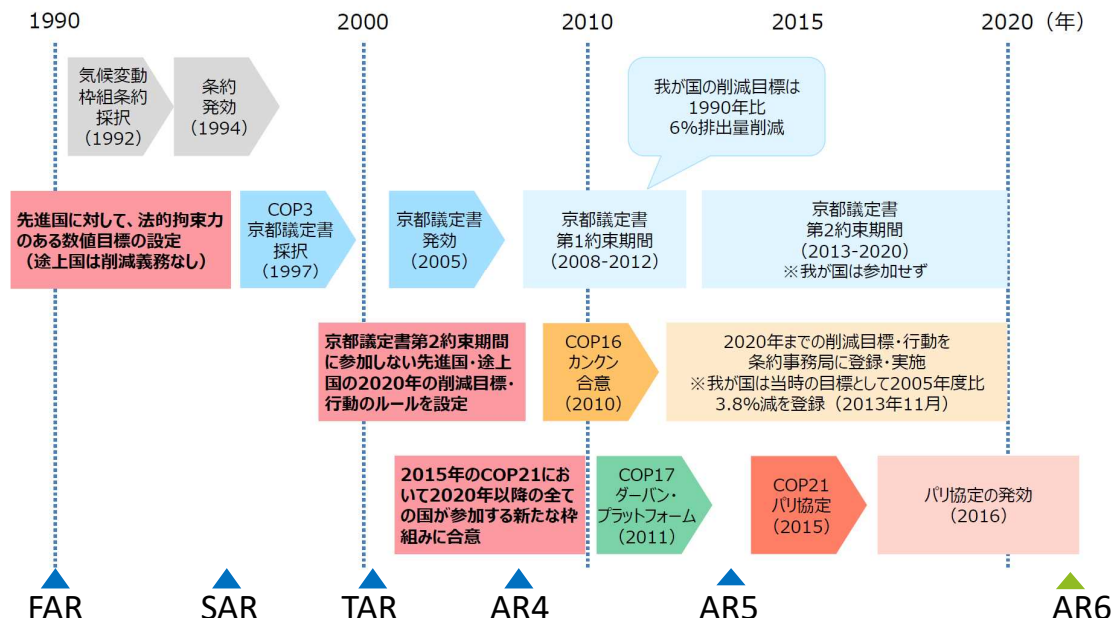 1990
2000
2010
2015
2020（年）
気候変動
枠組条約
採択
(1992)
条約
発効
(1994)
我が国の削減目標は
1990年比
6%排出量削減
先進国に対して、法的拘束力
のある数値目標の設定
（途上国は削減義務なし）
COP3
京都議定書
採択
(1997)
京都議定書
発効
(2005)
京都議定書
第1約束期間
(2008-2012)
京都議定書
第2約束期間
(2013-2020)
※我が国は参加せず
京都議定書第2約束期間
に参加しない先進国・途上
国の2020年の削減目標・
行動のルールを設定
COP16
カンクン
合意
(2010)
2020年までの削減目標・行動を
条約事務局に登録・実施
※我が国は当時の目標として2005年度比
3.8%減を登録（2013年11月）
2015年のCOP21にお
いて2020年以降の全て
の国が参加する新たな枠
組みに合意
COP17
ダーバン・
プラットフォーム
(2011)
COP21
パリ協定
(2015)
パリ協定の発効
(2016)
FAR
SAR
TAR
AR4
AR5
AR6